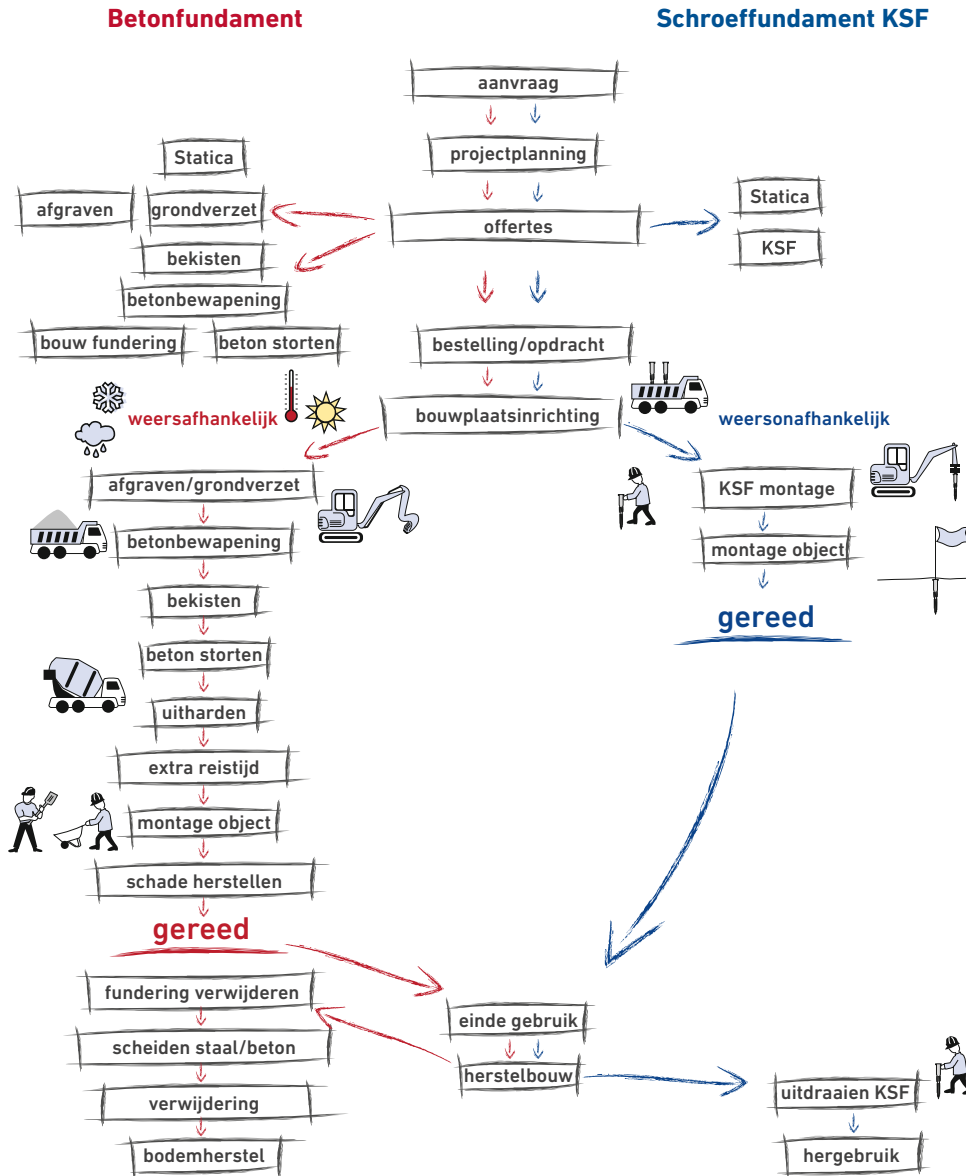 Betonfundament
Schroeffundament KSF
aanvraag
projectplanning
Statica
afgraven
grondverzet
offertes
Statica
KSF
bekisten
betonbewapening
bouw fundering
beton storten
bestelling/opdracht
weersafhankelijk
bouwplaatsinrichting
weersonafhankelijk
afgraven/grondverzet
KSF montage
betonbewapening
montage object
bekisten
gereed
beton storten
uitharden
extra reistijd
montage object
schade herstellen
gereed
fundering verwijderen
einde gebruik
scheiden staal/beton
herstelbouw
verwijdering
uitdraaien KSF
bodemherstel
hergebruik